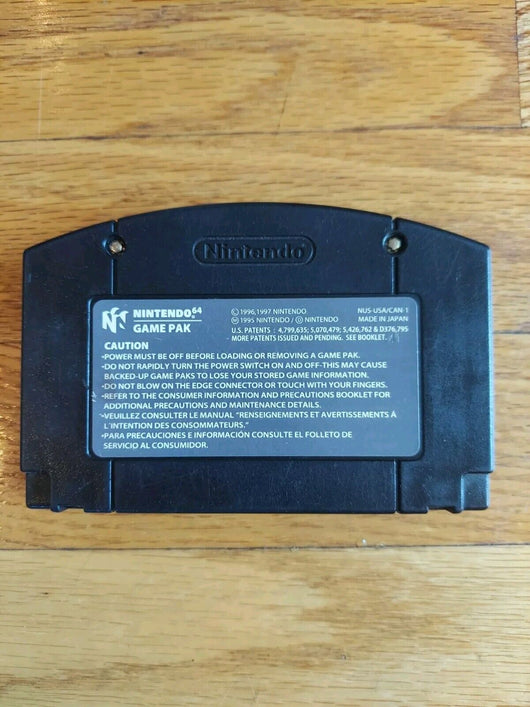 Nintendo®
NINTENDO⁶⁴
GAME PAK
© 1996,1997 NINTENDO.
Ⓜ 1995 NINTENDO / Ⓓ NINTENDO
NUS-USA/CAN-1
MADE IN JAPAN
U.S. PATENTS : 4,799,635; 5,070,479; 5,426,762 & D376,795
MORE PATENTS ISSUED AND PENDING. SEE BOOKLET.
CAUTION
•POWER MUST BE OFF BEFORE LOADING OR REMOVING A GAME PAK.
•DO NOT RAPIDLY TURN THE POWER SWITCH ON AND OFF-THIS MAY CAUSE
BACKED-UP GAME PAKS TO LOSE YOUR STORED GAME INFORMATION.
•DO NOT BLOW ON THE EDGE CONNECTOR OR TOUCH WITH YOUR FINGERS.
•REFER TO THE CONSUMER INFORMATION AND PRECAUTIONS BOOKLET FOR
ADDITIONAL PRECAUTIONS AND MAINTENANCE DETAILS.
•VEUILLEZ CONSULTER LE MANUAL "RENSEIGNEMENTS ET AVERTISSEMENTS À
L'INTENTION DES CONSOMMATEURS."
•PARA PRECAUCIONES E INFORMACIÓN CONSULTE EL FOLLETO DE
SERVICIO AL CONSUMIDOR.